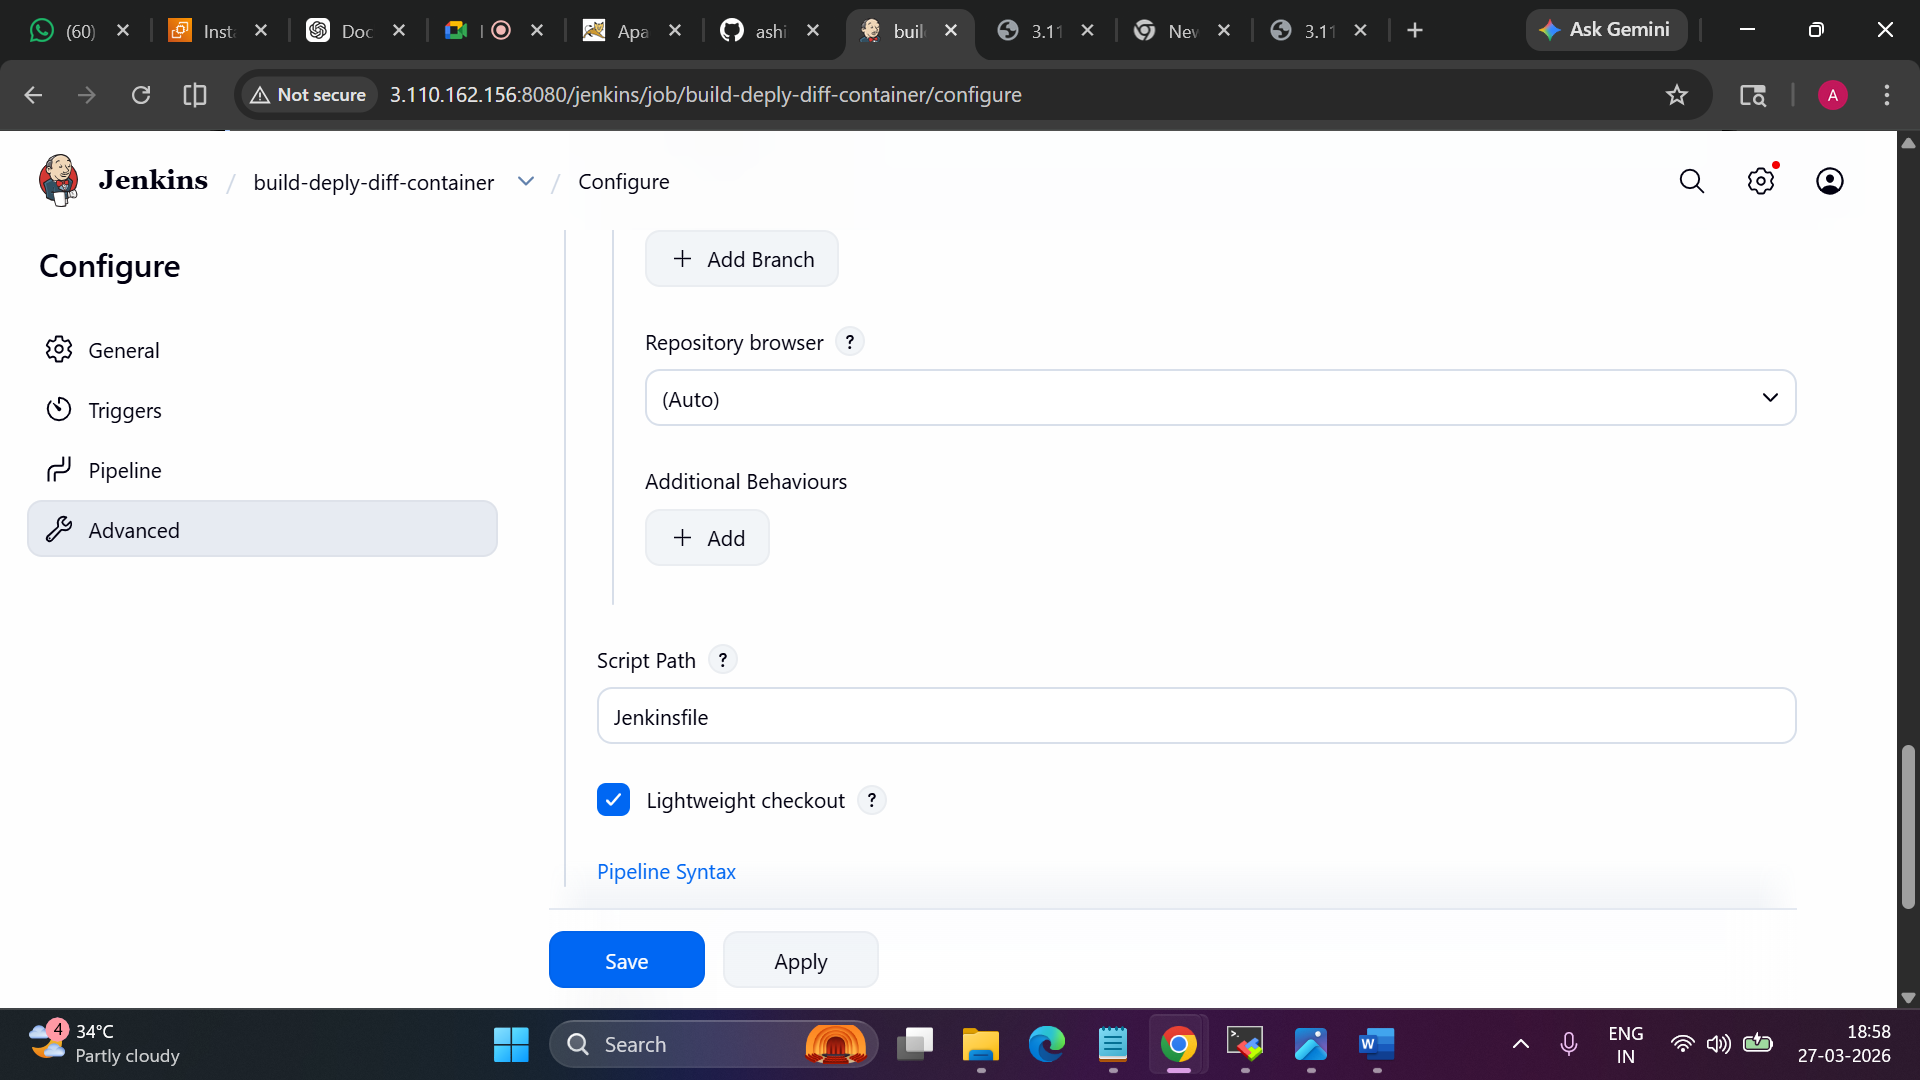 (60)
Inst
Doc
Apa
ashi
buil
3.11
New
3.11
Ask Gemini
Not secure
3.110.162.156:8080/jenkins/job/build-deply-diff-container/configure
A
Jenkins / build-deply-diff-container / Configure
Configure
General
Triggers
Pipeline
Advanced
+ Add Branch
Repository browser ?
(Auto)
Additional Behaviours
+ Add
Script Path ?
Jenkinsfile
Lightweight checkout ?
Pipeline Syntax
Save
Apply
4
34°C
Partly cloudy
Search
ENG
IN
18:58
27-03-2026